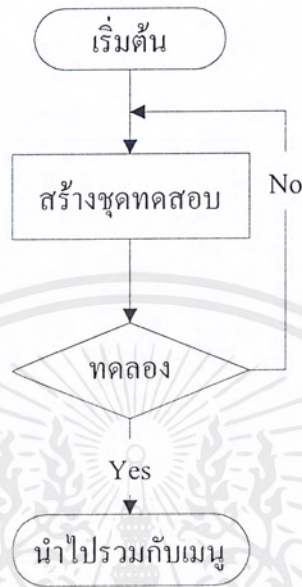 เริ่มต้น
สร้างชุดทดสอบ
No
ทดลอง
Yes
นำไปรวมกับเมนู